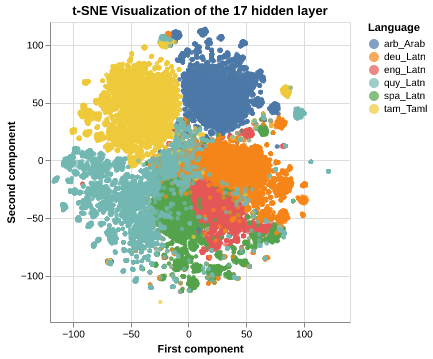 t-SNE Visualization of the 17 hidden layer
Language
arb_Arab
deu_Latn
eng_Latn
quy_Latn
spa_Latn
tam_Taml
100
50
0
−50
−100
Second component
−100
−50
0
50
100
First component